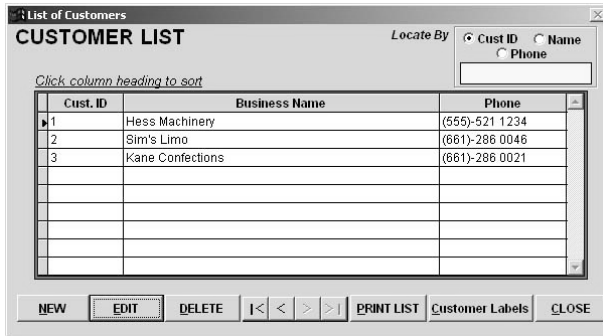 List of Customers
CUSTOMER LIST
Locate By
Cust ID Name
Phone
Click column heading to sort
Cust. ID Business Name Phone
1 Hess Machinery (555)-521 1234
2 Sim's Limo (661)-286 0046
3 Kane Confections (661)-286 0021
NEW EDIT DELETE |< < > >| PRINT LIST Customer Labels CLOSE